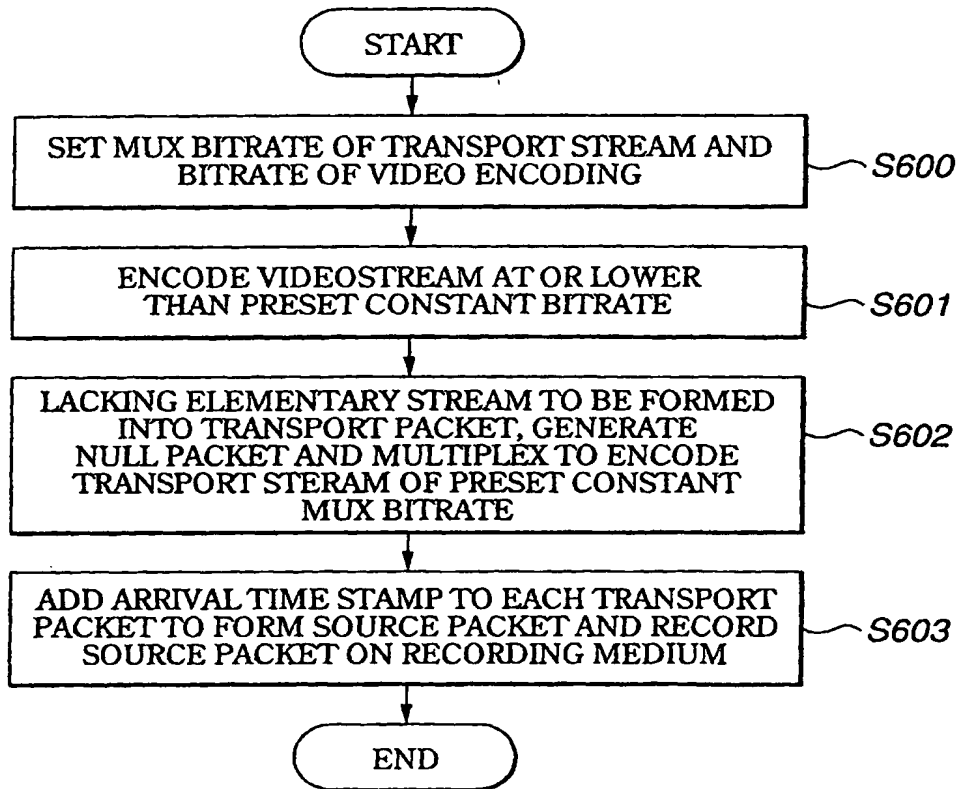 START
SET MUX BITRATE OF TRANSPORT STREAM AND
BITRATE OF VIDEO ENCODING
S600
ENCODE VIDEOSTREAM AT OR LOWER
THAN PRESET CONSTANT BITRATE
S601
LACKING ELEMENTARY STREAM TO BE FORMED
INTO TRANSPORT PACKET, GENERATE
NULL PACKET AND MULTIPLEX TO ENCODE
TRANSPORT STERAM OF PRESET CONSTANT
MUX BITRATE
S602
ADD ARRIVAL TIME STAMP TO EACH TRANSPORT
PACKET TO FORM SOURCE PACKET AND RECORD
SOURCE PACKET ON RECORDING MEDIUM
S603
END